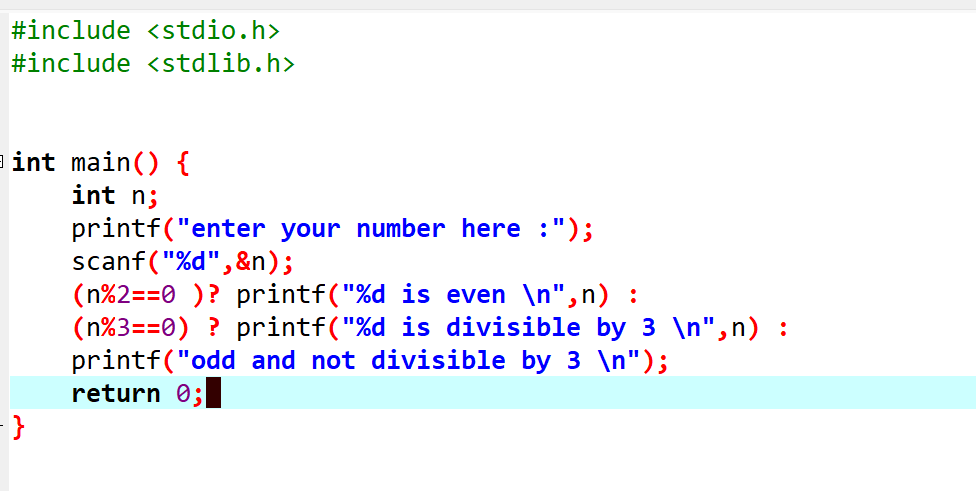 #include <stdio.h>
#include <stdlib.h>
int main() {
    int n;
    printf("enter your number here :");
    scanf("%d",&n);
    (n%2==0 )? printf("%d is even \n",n) :
    (n%3==0) ? printf("%d is divisible by 3 \n",n) :
    printf("odd and not divisible by 3 \n");
    return 0;
}